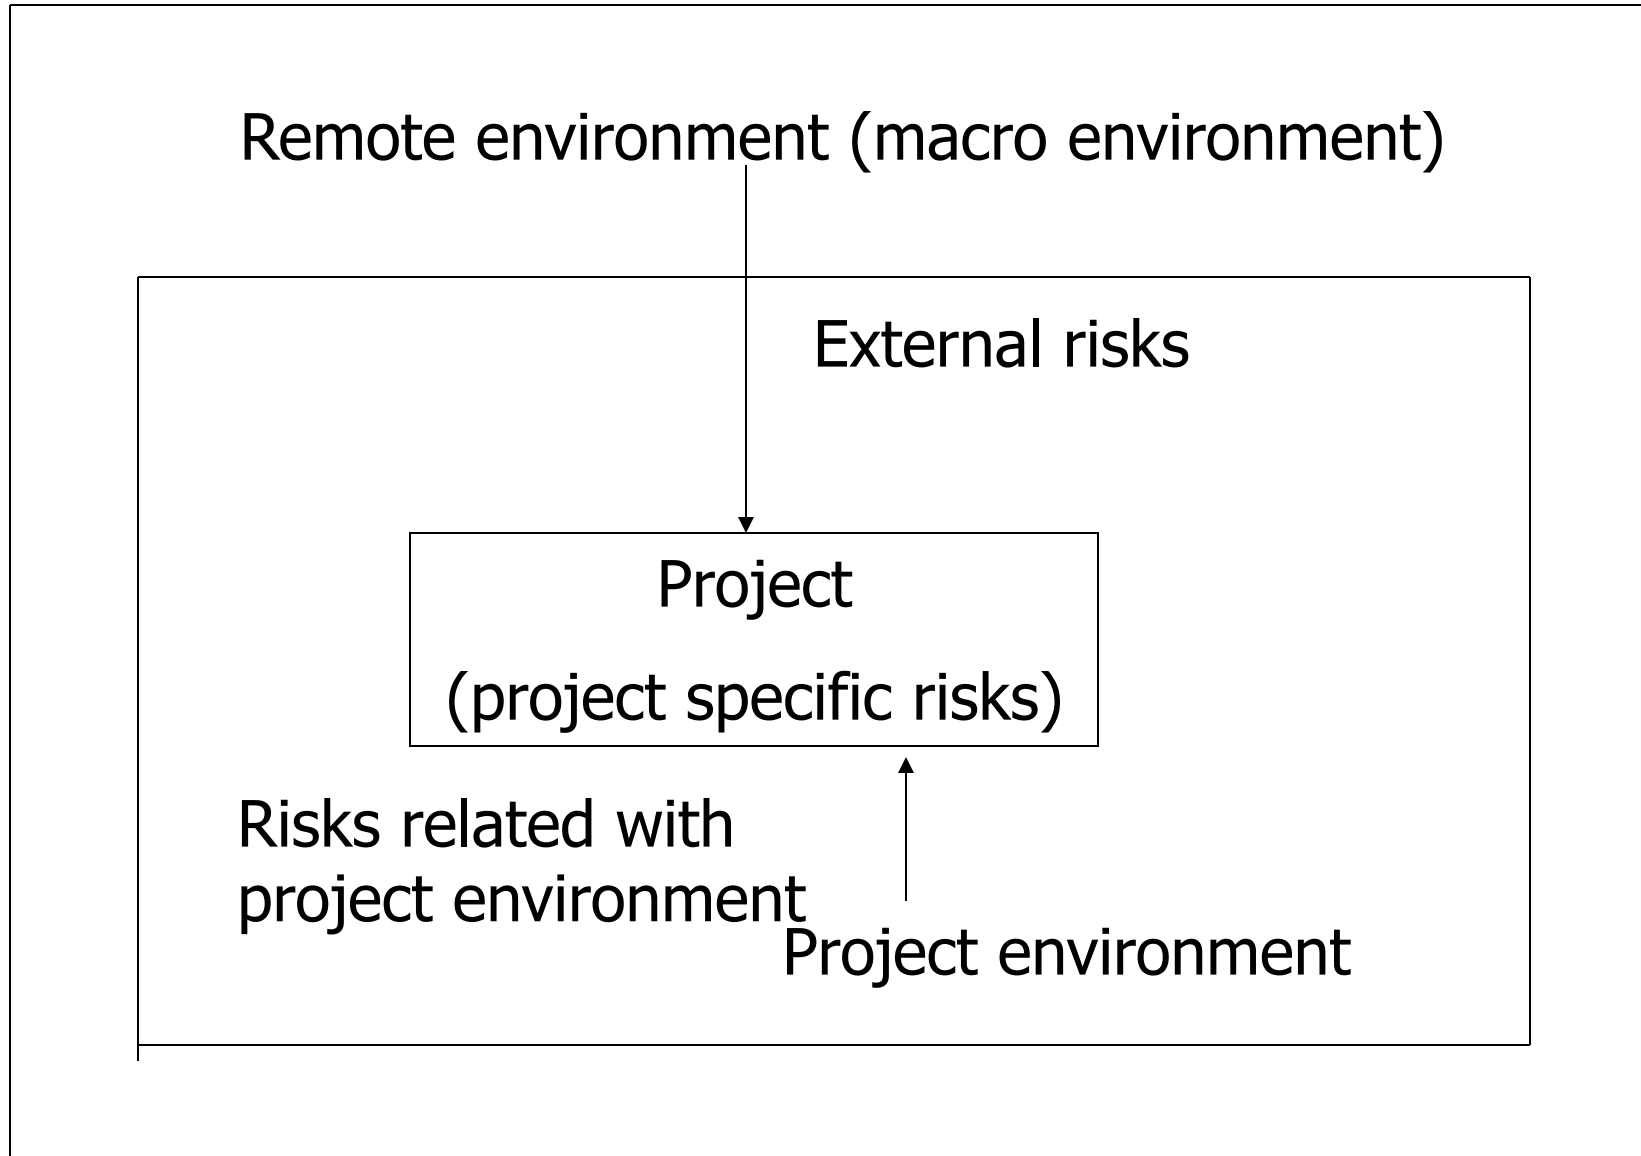 Remote environment (macro environment)
External risks
Project
(project specific risks)
Risks related with
project environment
Project environment